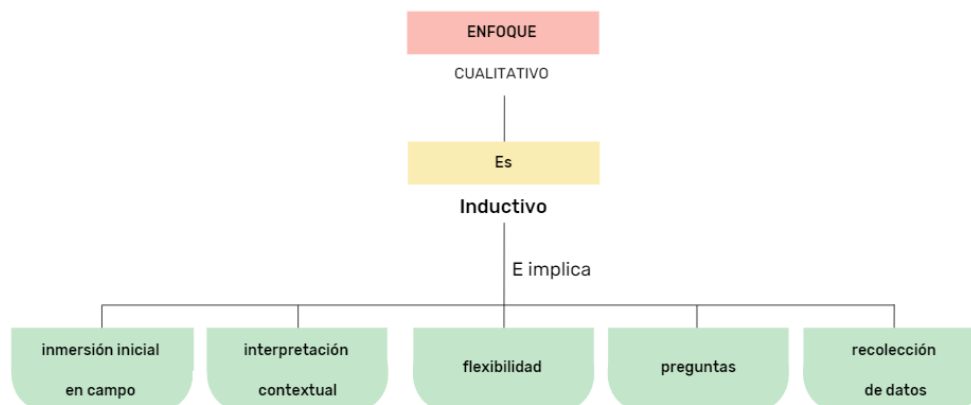 ENFOQUE
CUALITATIVO
Es
Inductivo
E implica
inmersión inicial
en campo
interpretación
contextual
flexibilidad
preguntas
recolección
de datos